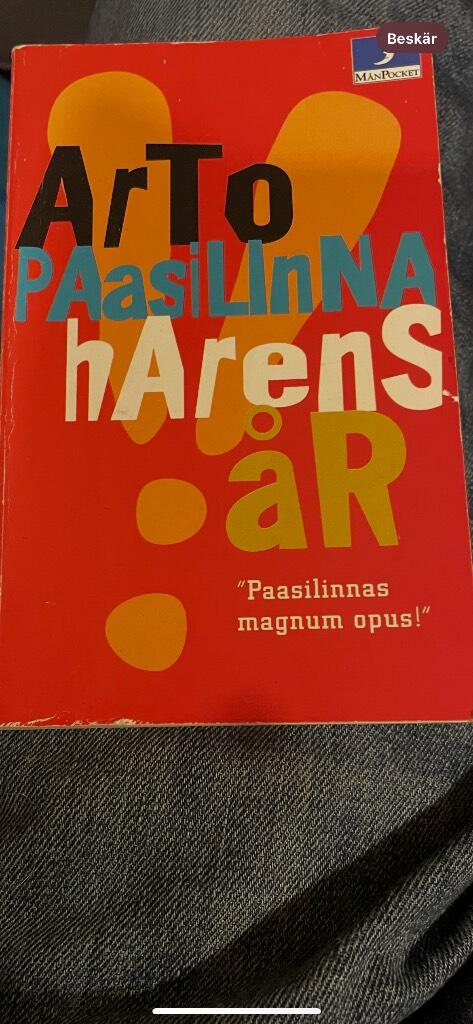 Beskär
MånPocket
ArTo
PAasiLInNA
hArenS
åR
"Paasilinnas
magnum opus!"